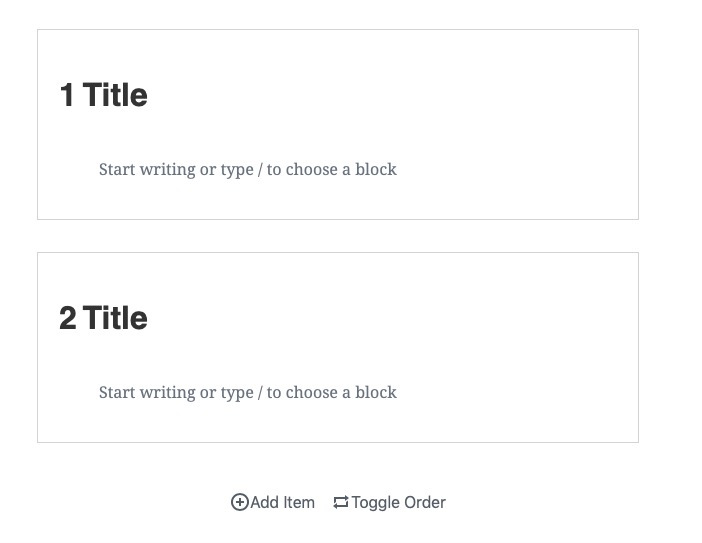 1 Title
Start writing or type / to choose a block
2 Title
Start writing or type / to choose a block
Add Item Toggle Order